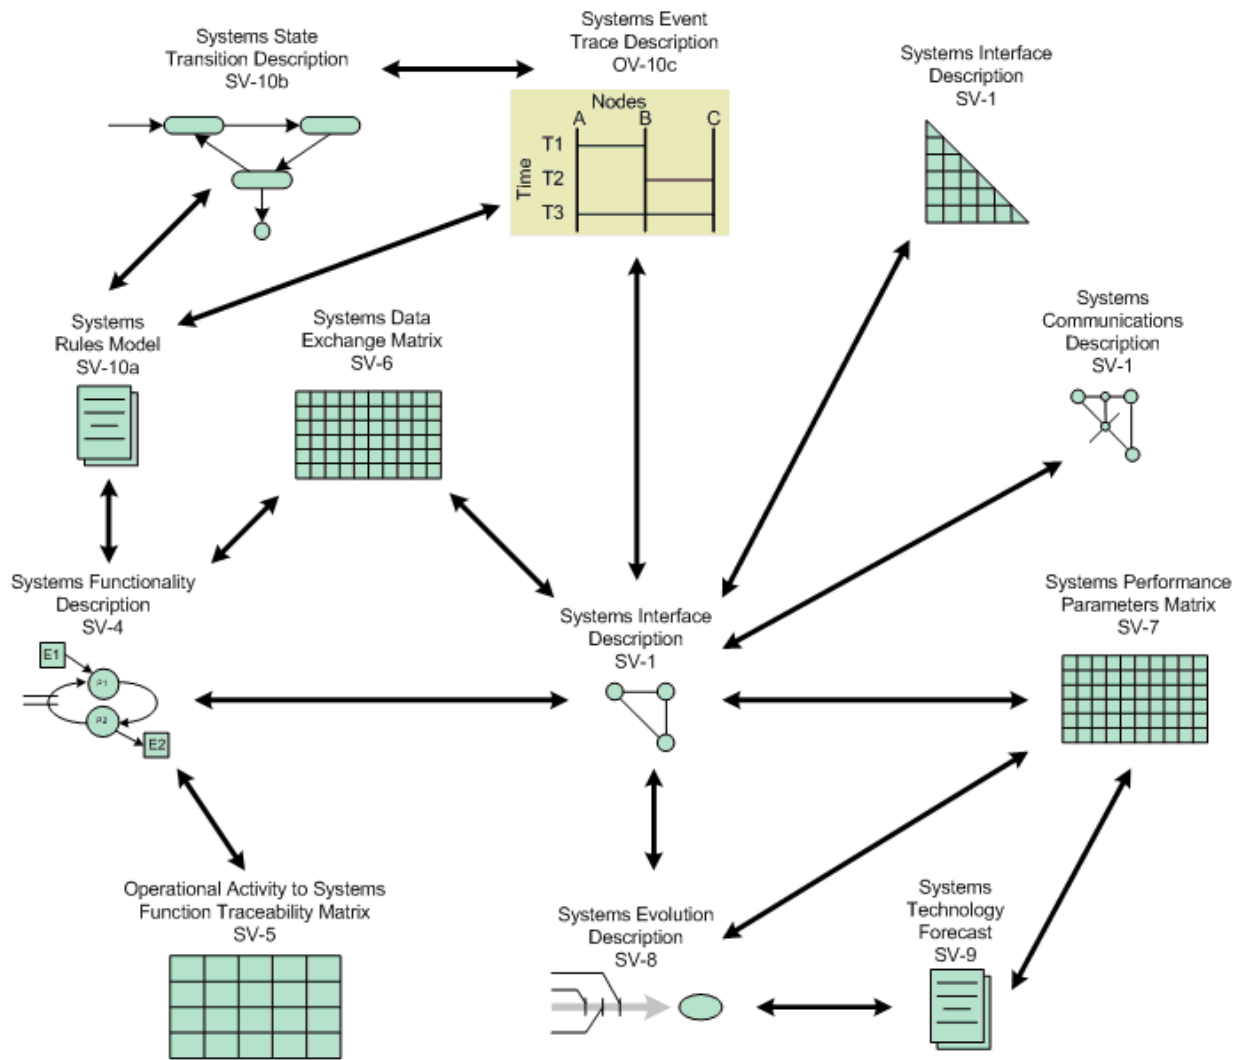 Systems State
Transition Description
SV-10b
Systems Event
Trace Description
OV-10c
Nodes
A B C
Time
T1
T2
T3
Systems Interface
Description
SV-1
Systems
Rules Model
SV-10a
Systems Data
Exchange Matrix
SV-6
Systems
Communications
Description
SV-1
Systems Functionality
Description
SV-4
E1
P1
P2
E2
Systems Interface
Description
SV-1
Systems Performance
Parameters Matrix
SV-7
Operational Activity to Systems
Function Traceability Matrix
SV-5
Systems Evolution
Description
SV-8
Systems
Technology
Forecast
SV-9